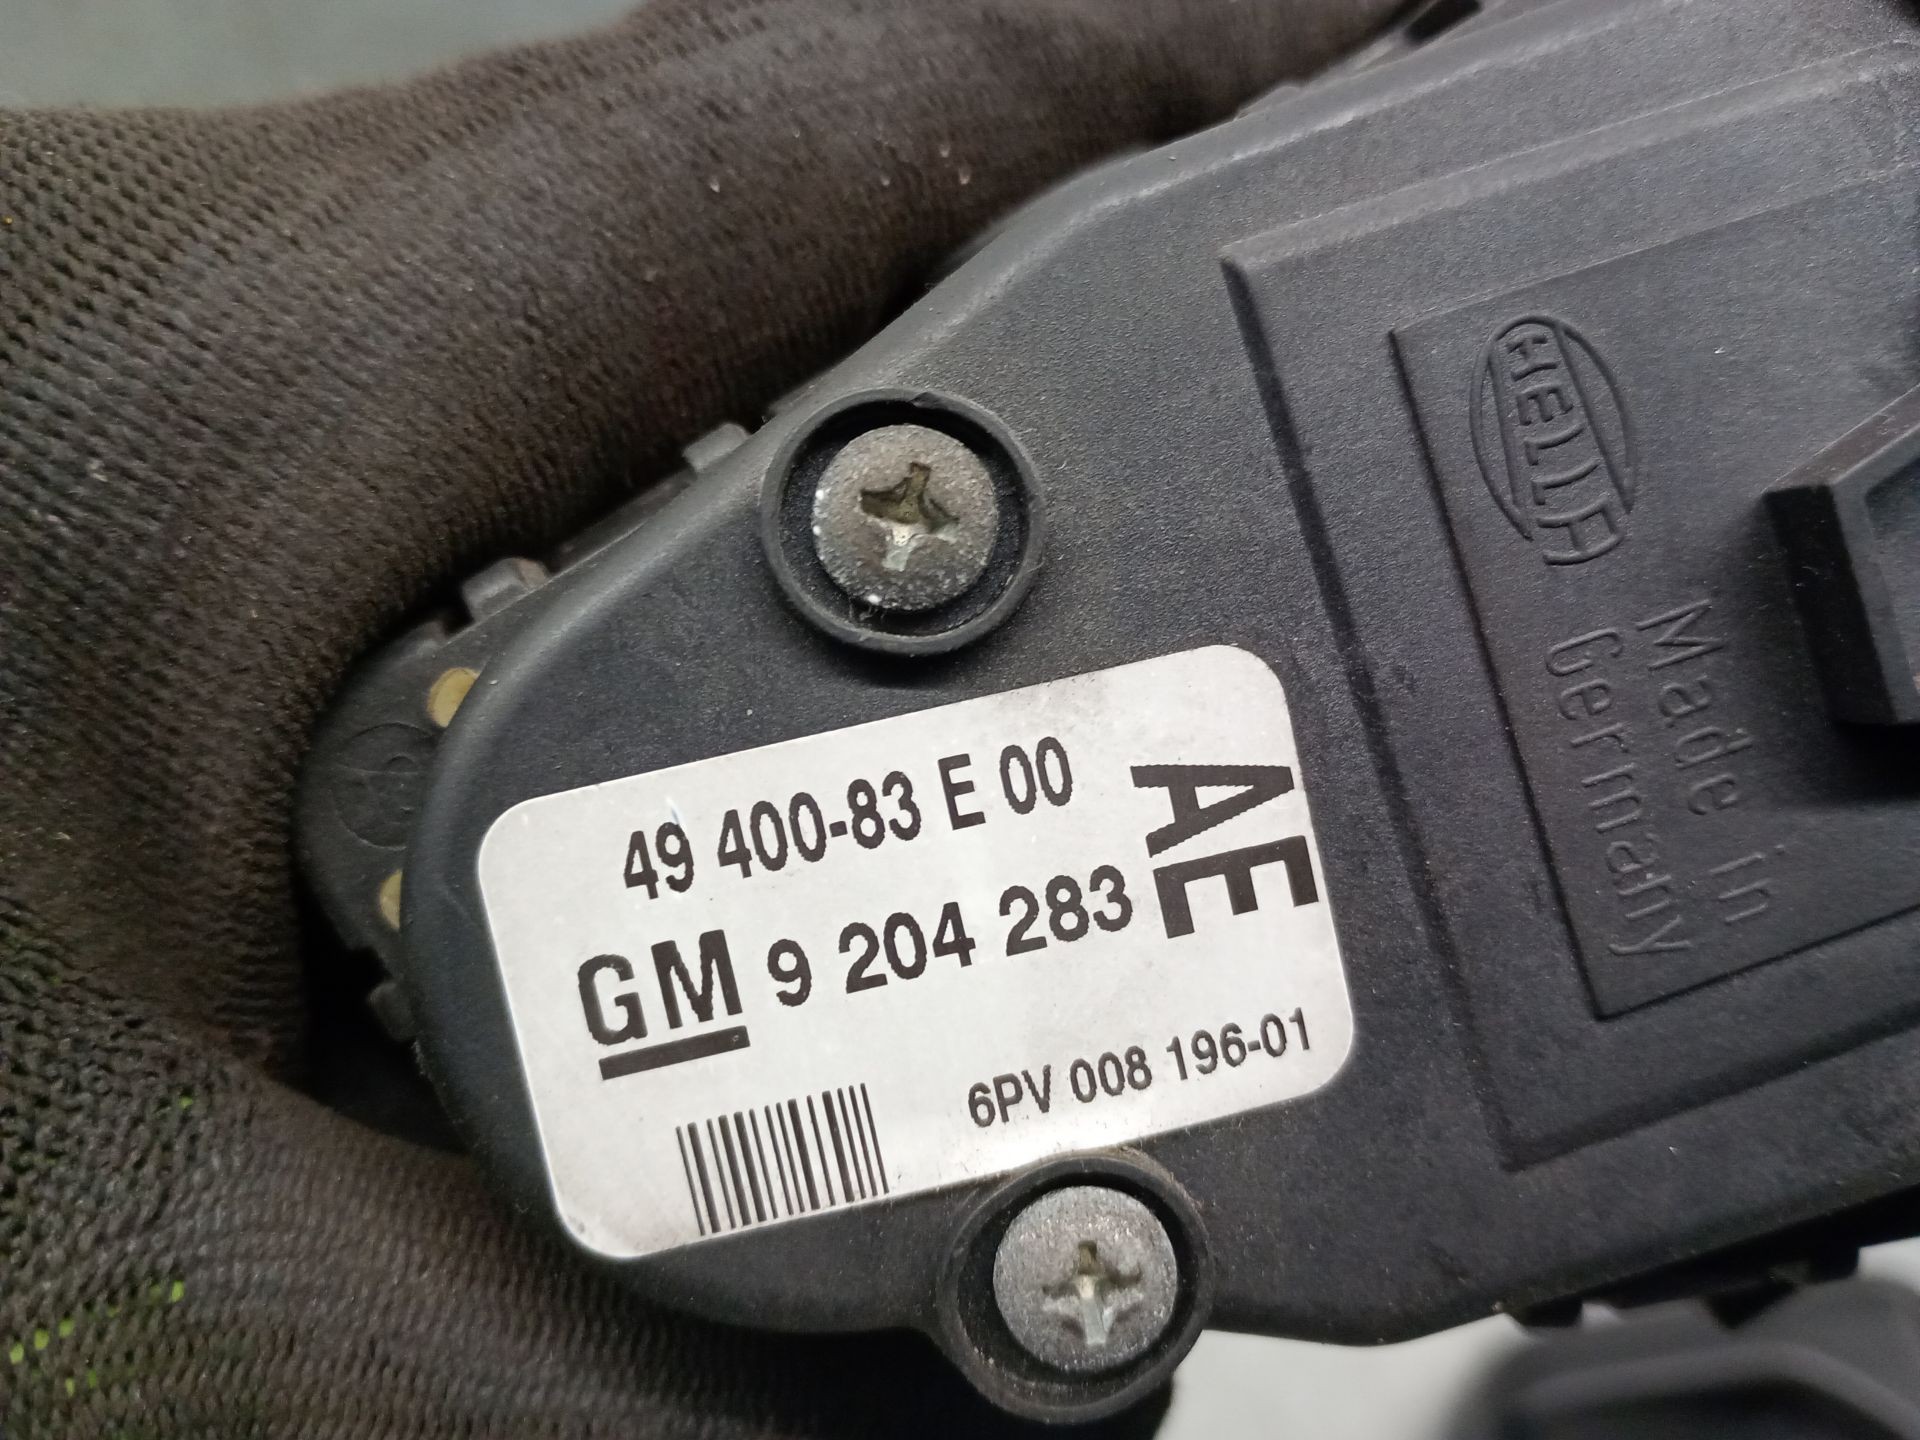 49 400-83 E 00
GM 9 204 283
AE
6PV 008 196-01
HELLA
Made in
Germany